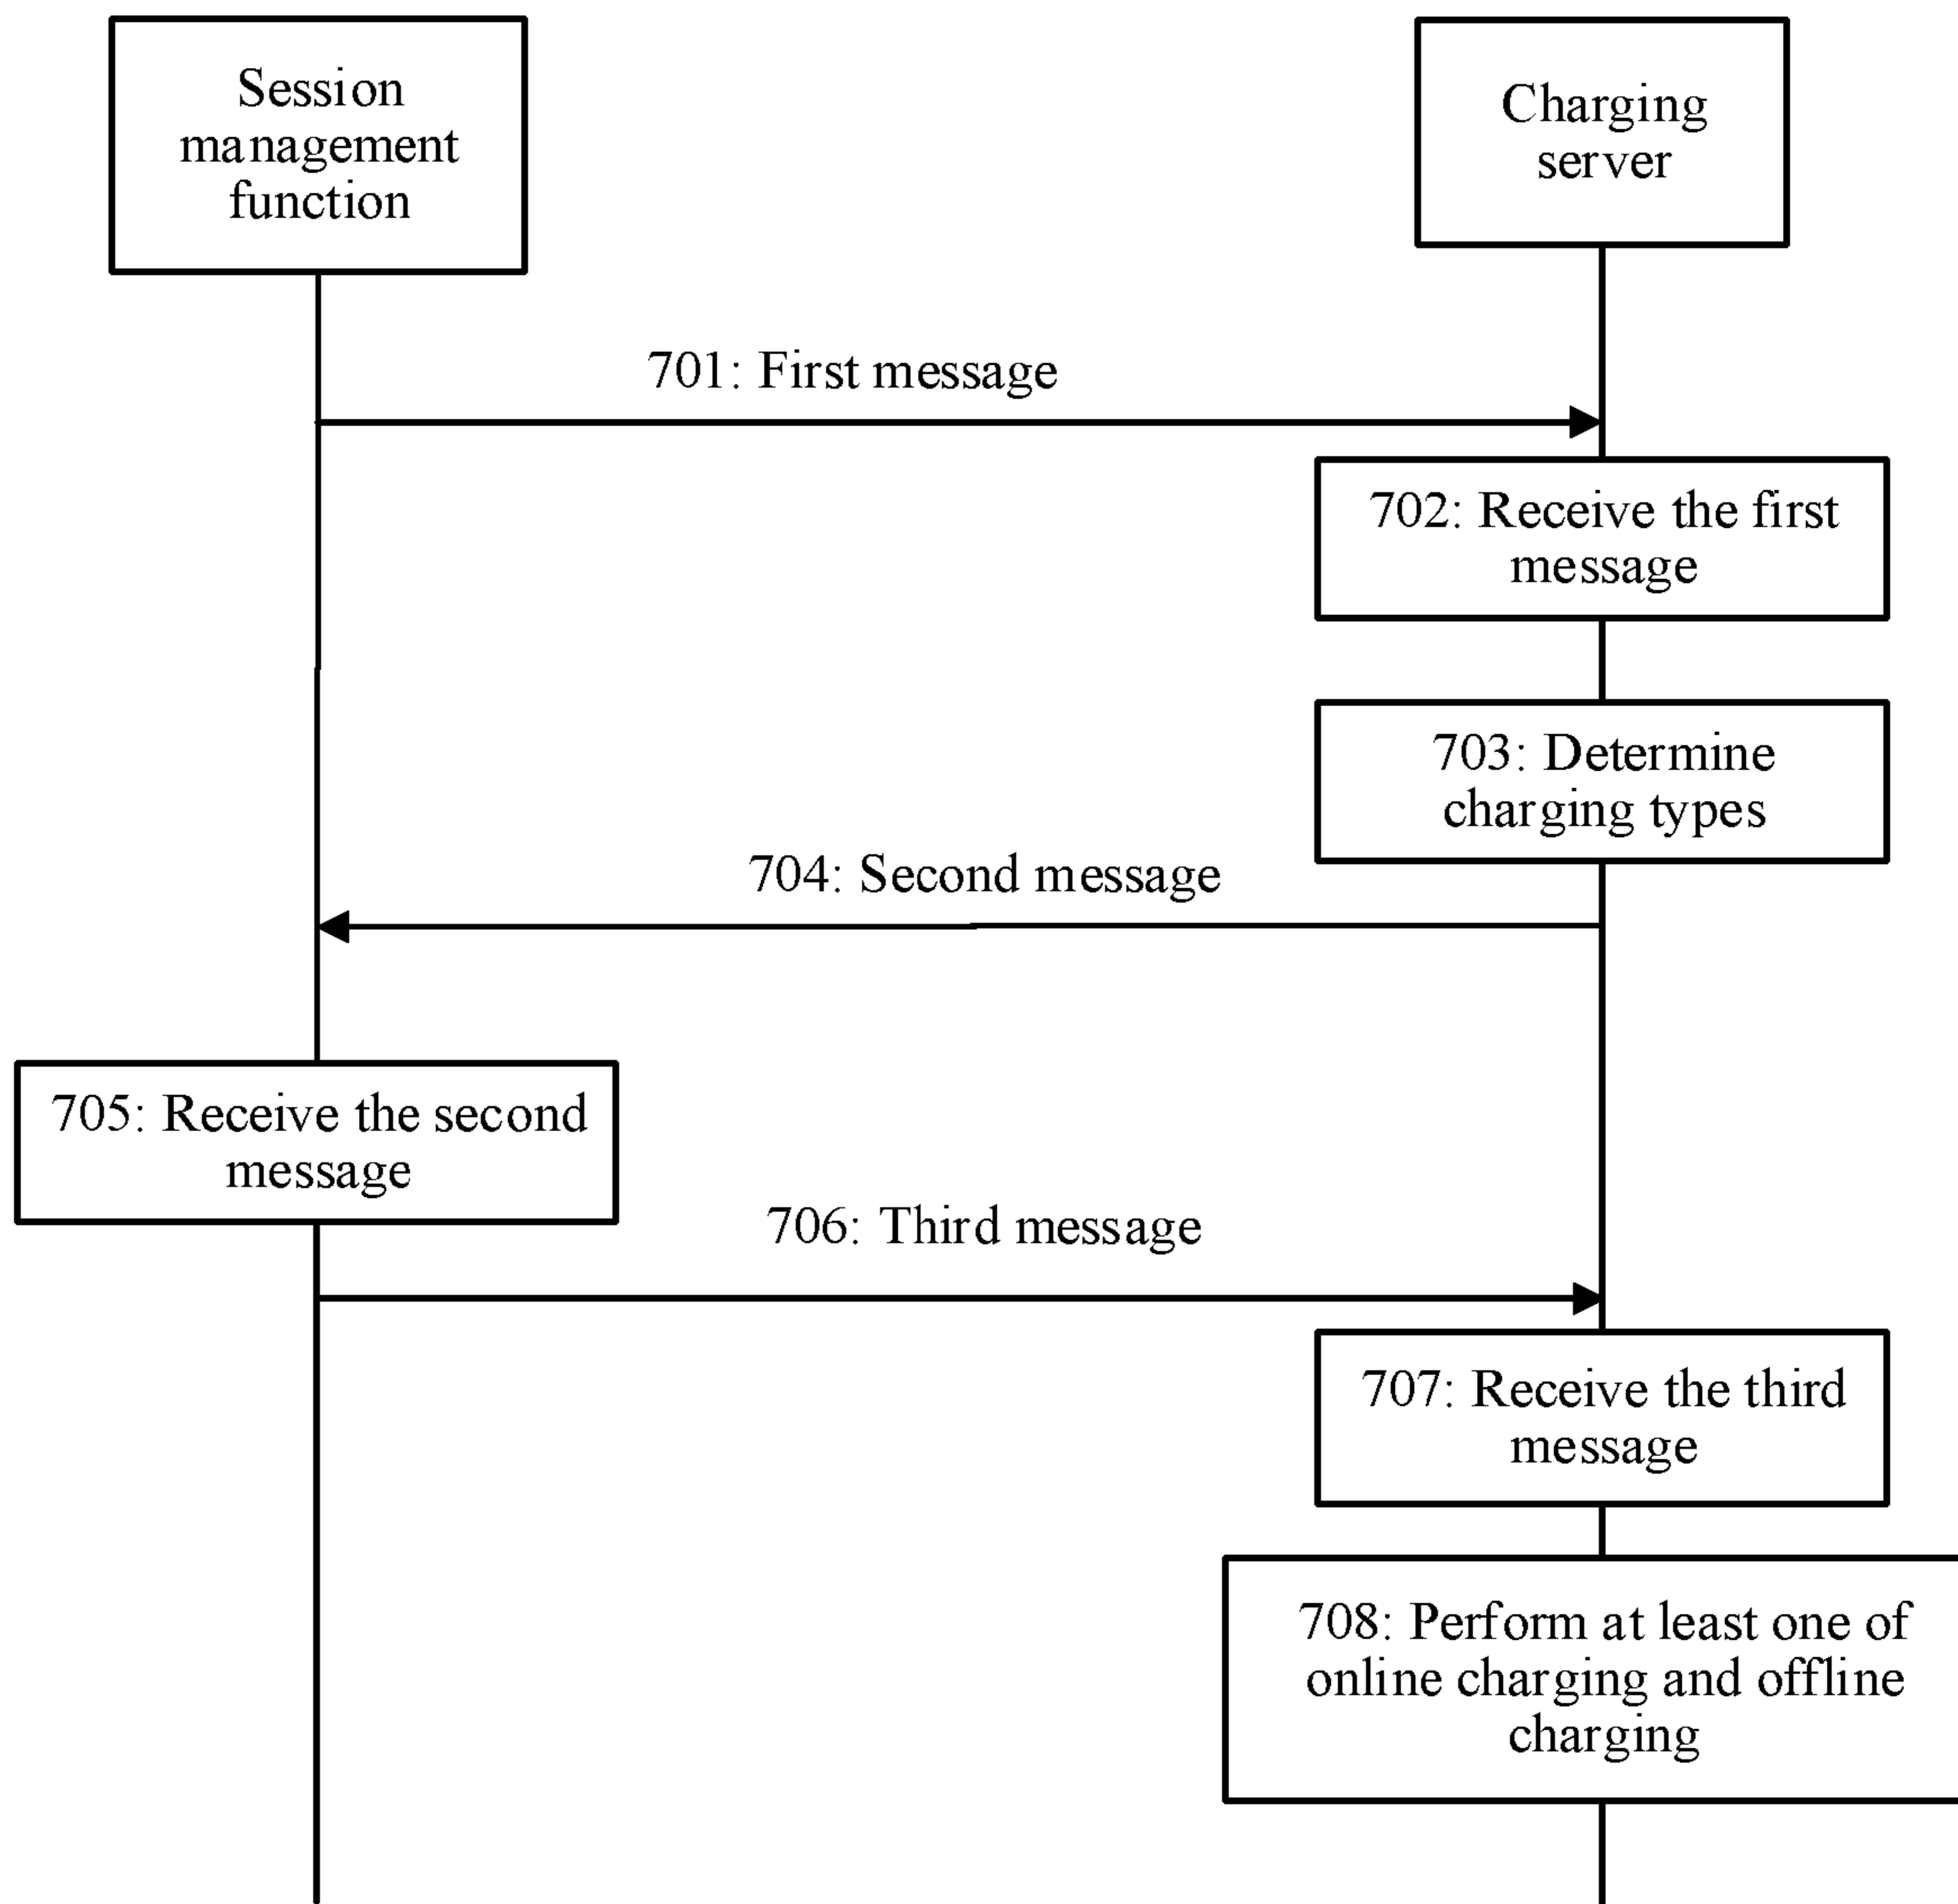 Session
management
function
Charging
server
701: First message
702: Receive the first
message
703: Determine
charging types
704: Second message
705: Receive the second
message
706: Third message
707: Receive the third
message
708: Perform at least one of
online charging and offline
charging